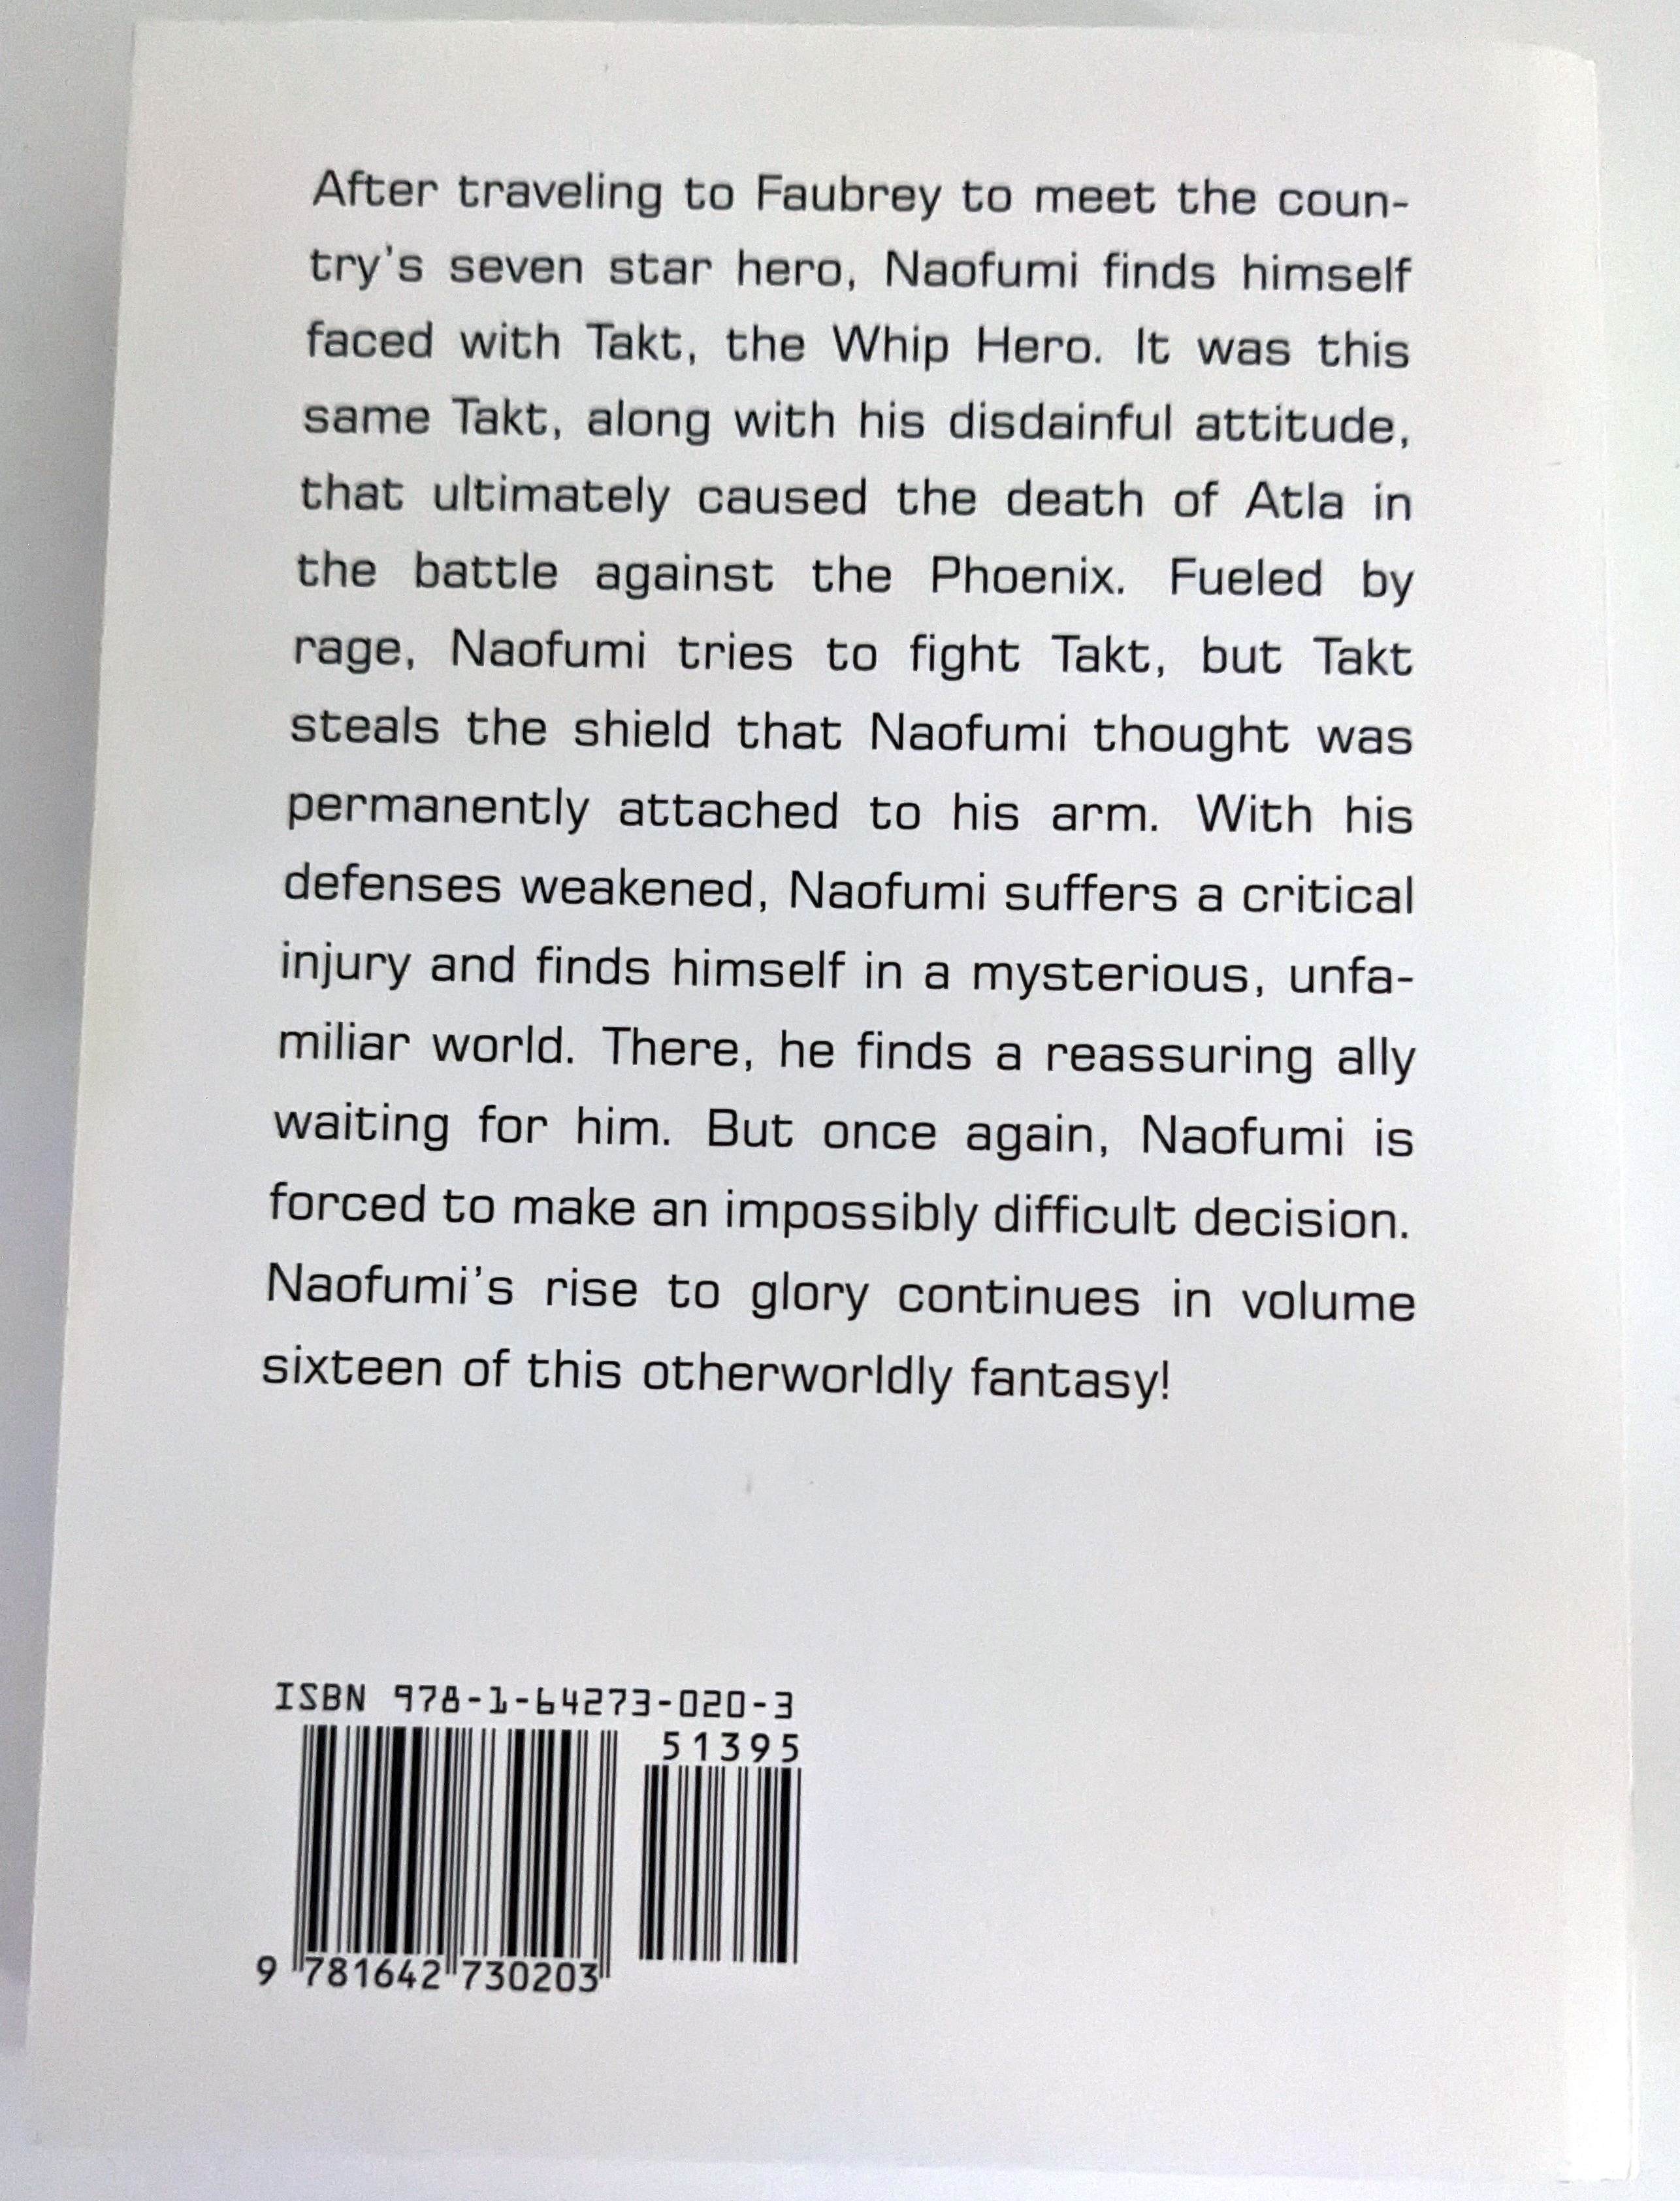 After traveling to Faubrey to meet the coun-
try's seven star hero, Naofumi finds himself
faced with Takt, the Whip Hero. It was this
same Takt, along with his disdainful attitude,
that ultimately caused the death of Atla in
the battle against the Phoenix. Fueled by
rage, Naofumi tries to fight Takt, but Takt
steals the shield that Naofumi thought was
permanently attached to his arm. With his
defenses weakened, Naofumi suffers a critical
injury and finds himself in a mysterious, unfa-
miliar world. There, he finds a reassuring ally
waiting for him. But once again, Naofumi is
forced to make an impossibly difficult decision.
Naofumi's rise to glory continues in volume
sixteen of this otherworldly fantasy!
ISBN 978-1-64273-020-3
51395
9 781642 730203